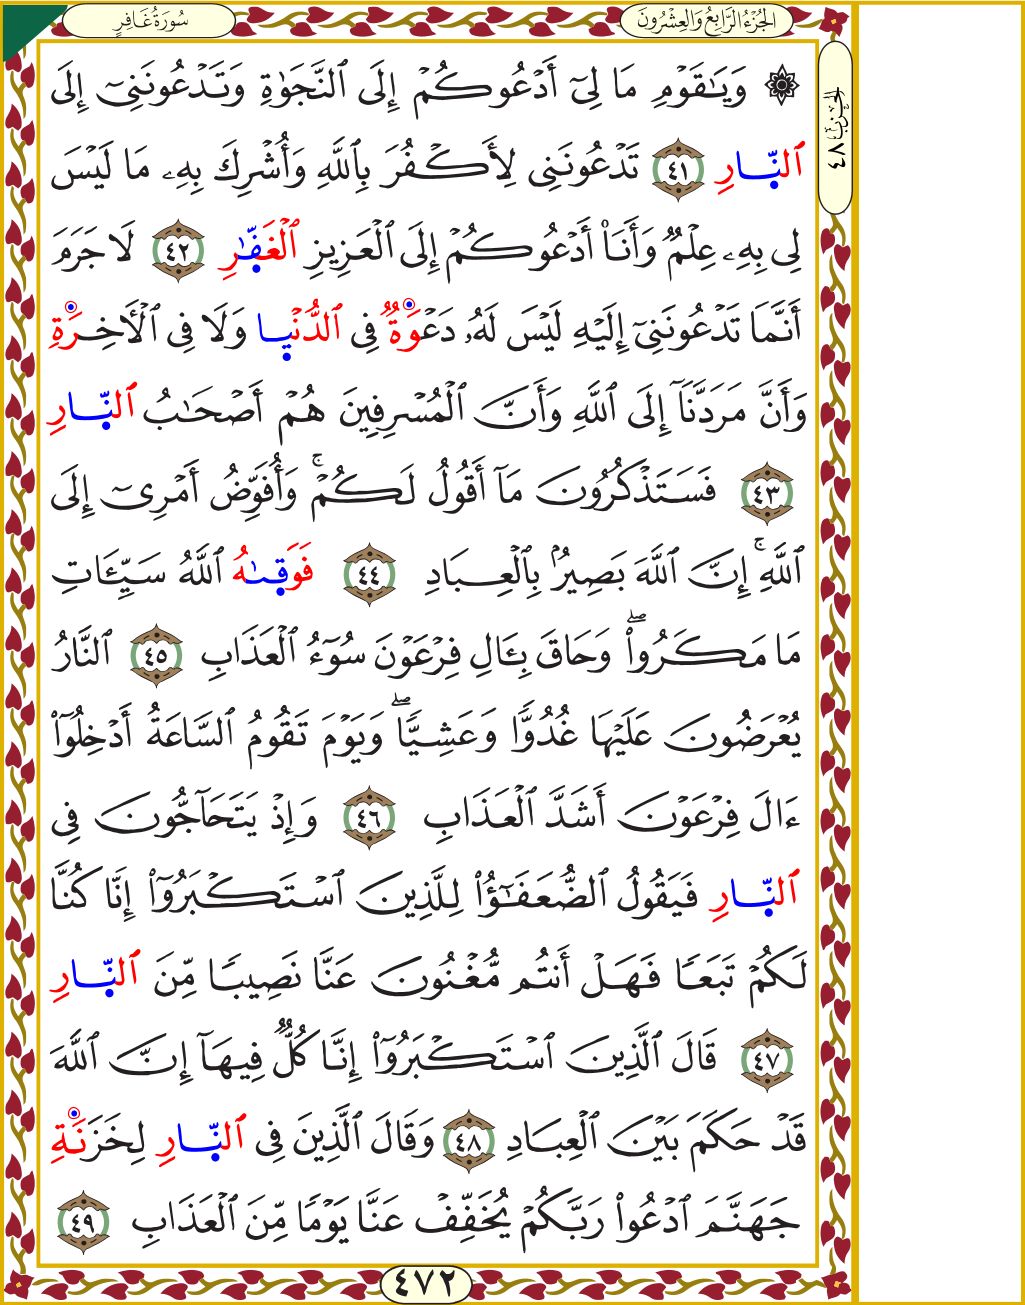 سُورَةُ غَافِرٍ
الجُزْءُ الرَّابِعُ وَالعِشْرُونَ
الحِزْبُ ٤٨
۞ وَيَٰقَوْمِ مَا لِىٓ أَدْعُوكُمْ إِلَى ٱلنَّجَوٰةِ وَتَدْعُونَنِىٓ إِلَى
ٱلنَّارِ ٤١ تَدْعُونَنِى لِأَكْفُرَ بِٱللَّهِ وَأُشْرِكَ بِهِۦ مَا لَيْسَ
لِى بِهِۦ عِلْمٌ وَأَنَا۠ أَدْعُوكُمْ إِلَى ٱلْعَزِيزِ ٱلْغَفَّٰرِ ٤٢ لَا جَرَمَ
أَنَّمَا تَدْعُونَنِىٓ إِلَيْهِ لَيْسَ لَهُۥ دَعْوَةٌ فِى ٱلدُّنْيَا وَلَا فِى ٱلْأَخِرَةِ
وَأَنَّ مَرَدَّنَآ إِلَى ٱللَّهِ وَأَنَّ ٱلْمُسْرِفِينَ هُمْ أَصْحَٰبُ ٱلنَّارِ
٤٣ فَسَتَذْكُرُونَ مَآ أَقُولُ لَكُمْ ۚ وَأُفَوِّضُ أَمْرِىٓ إِلَى
ٱللَّهِ ۚ إِنَّ ٱللَّهَ بَصِيرٌۢ بِٱلْعِبَادِ ٤٤ فَوَقَىٰهُ ٱللَّهُ سَيِّـَٔاتِ
مَا مَكَرُوا۟ ۖ وَحَاقَ بِـَٔالِ فِرْعَوْنَ سُوٓءُ ٱلْعَذَابِ ٤٥ ٱلنَّارُ
يُعْرَضُونَ عَلَيْهَا غُدُوًّا وَعَشِيًّا ۖ وَيَوْمَ تَقُومُ ٱلسَّاعَةُ أَدْخِلُوٓا۟
ءَالَ فِرْعَوْنَ أَشَدَّ ٱلْعَذَابِ ٤٦ وَإِذْ يَتَحَآجُّونَ فِى
ٱلنَّارِ فَيَقُولُ ٱلضُّعَفَٰٓؤُا۟ لِلَّذِينَ ٱسْتَكْبَرُوٓا۟ إِنَّا كُنَّا
لَكُمْ تَبَعًا فَهَلْ أَنتُم مُّغْنُونَ عَنَّا نَصِيبًا مِّنَ ٱلنَّارِ
٤٧ قَالَ ٱلَّذِينَ ٱسْتَكْبَرُوٓا۟ إِنَّا كُلٌّ فِيهَآ إِنَّ ٱللَّهَ
قَدْ حَكَمَ بَيْنَ ٱلْعِبَادِ ٤٨ وَقَالَ ٱلَّذِينَ فِى ٱلنَّارِ لِخَزَنَةِ
جَهَنَّمَ ٱدْعُوا۟ رَبَّكُمْ يُخَفِّفْ عَنَّا يَوْمًا مِّنَ ٱلْعَذَابِ ٤٩
٤٧٢